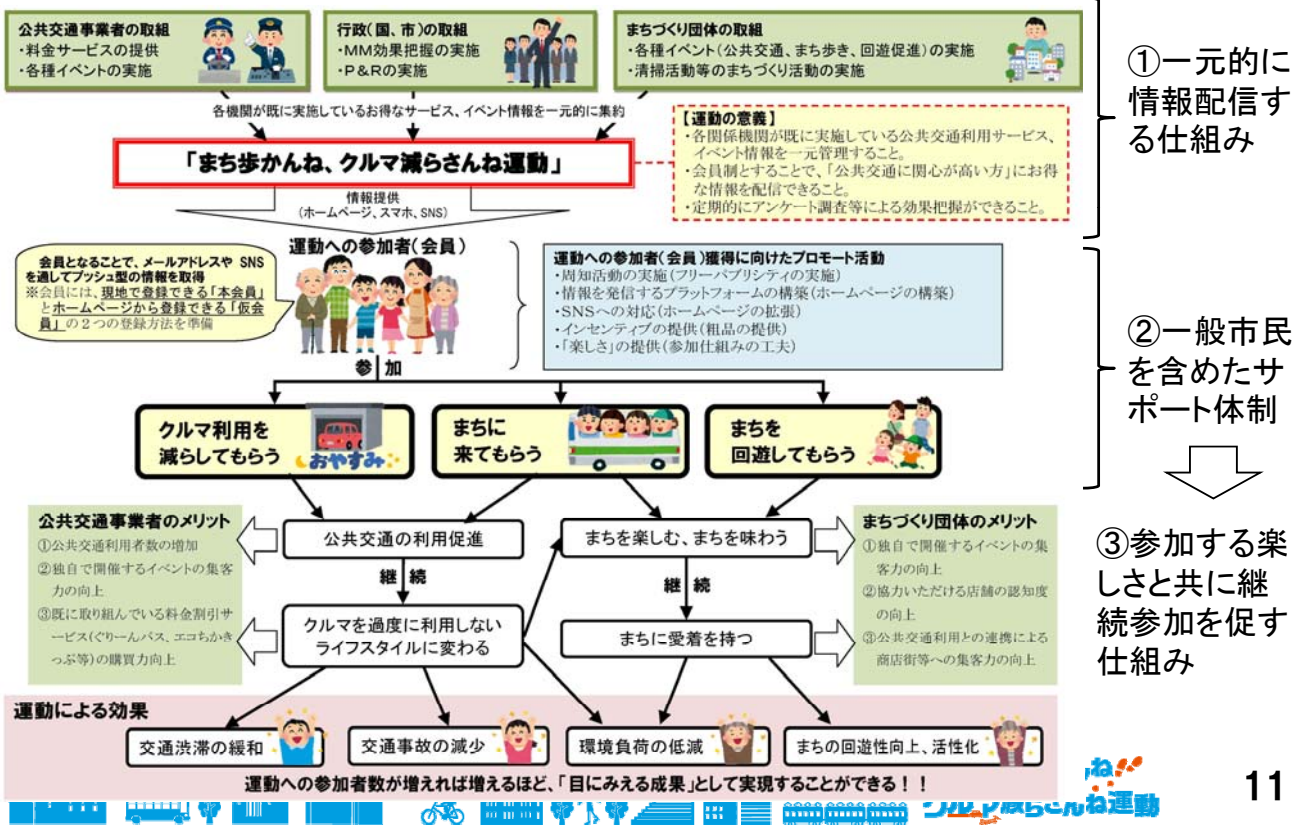 公共交通事業者の取組
・料金サービスの提供
・各種イベントの実施
行政(国、市)の取組
・MM効果把握の実施
・P&Rの実施
まちづくり団体の取組
・各種イベント(公共交通、まち歩き、回遊促進)の実施
・清掃活動等のまちづくり活動の実施
各機関が既に実施しているお得なサービス、イベント情報を一元的に集約
「まち歩かんね、クルマ減らさんね運動」
【運動の意義】
・各関係機関が既に実施している公共交通利用サービス、
イベント情報を一元管理すること。
・会員制とすることで、「公共交通に関心が高い方」にお得
な情報を配信できること。
・定期的にアンケート調査等による効果把握ができること。
①一元的に
情報配信す
る仕組み
情報提供
(ホームページ、スマホ、SNS)
運動への参加者(会員)
会員となることで、メールアドレスや SNS
を通してプッシュ型の情報を取得
※会員には、現地で登録できる「本会員」
とホームページから登録できる「仮会
員」の2つの登録方法を準備
運動への参加者(会員)獲得に向けたプロモート活動
・周知活動の実施(フリーパブリシティの実施)
・情報を発信するプラットフォームの構築(ホームページの構築)
・SNSへの対応(ホームページの拡張)
・インセンティブの提供(粗品の提供)
・「楽しさ」の提供(参加仕組みの工夫)
②一般市民
を含めたサ
ポート体制
参加
クルマ利用を
減らしてもらう
おやすみ
まちに
来てもらう
まちを
回遊してもらう
公共交通事業者のメリット
①公共交通利用者数の増加
②独自で開催するイベントの集客
力の向上
③既に取り組んでいる料金割引サ
ービス(ぐりーんパス、エコちかき
っぷ等)の購買力向上
公共交通の利用促進
継続
クルマを過度に利用しない
ライフスタイルに変わる
まちを楽しむ、まちを味わう
継続
まちに愛着を持つ
まちづくり団体のメリット
①独自で開催するイベントの集
客力の向上
②協力いただける店舗の認知度
の向上
③公共交通利用との連携による
商店街等への集客力の向上
③参加する楽
しさと共に継
続参加を促す
仕組み
運動による効果
交通渋滞の緩和
交通事故の減少
環境負荷の低減
まちの回遊性向上、活性化
運動への参加者数が増えれば増えるほど、「目にみえる成果」として実現することができる!!
ね
クルマ減らさんね運動
11